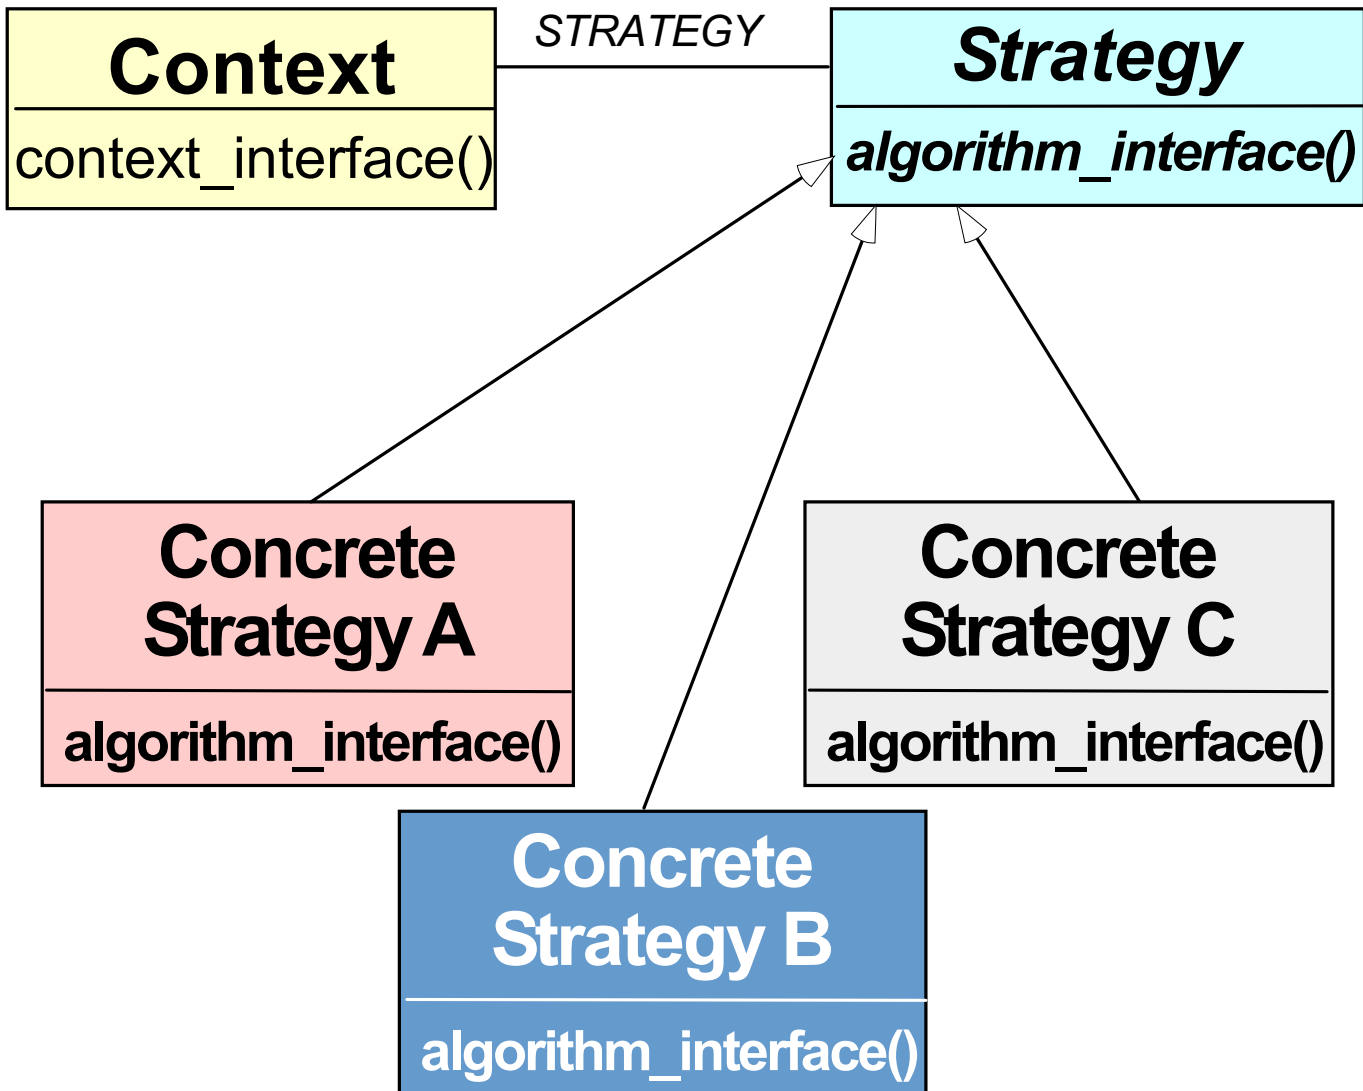 Context
context_interface()
STRATEGY
Strategy
algorithm_interface()
Concrete
Strategy A
algorithm_interface()
Concrete
Strategy C
algorithm_interface()
Concrete
Strategy B
algorithm_interface()